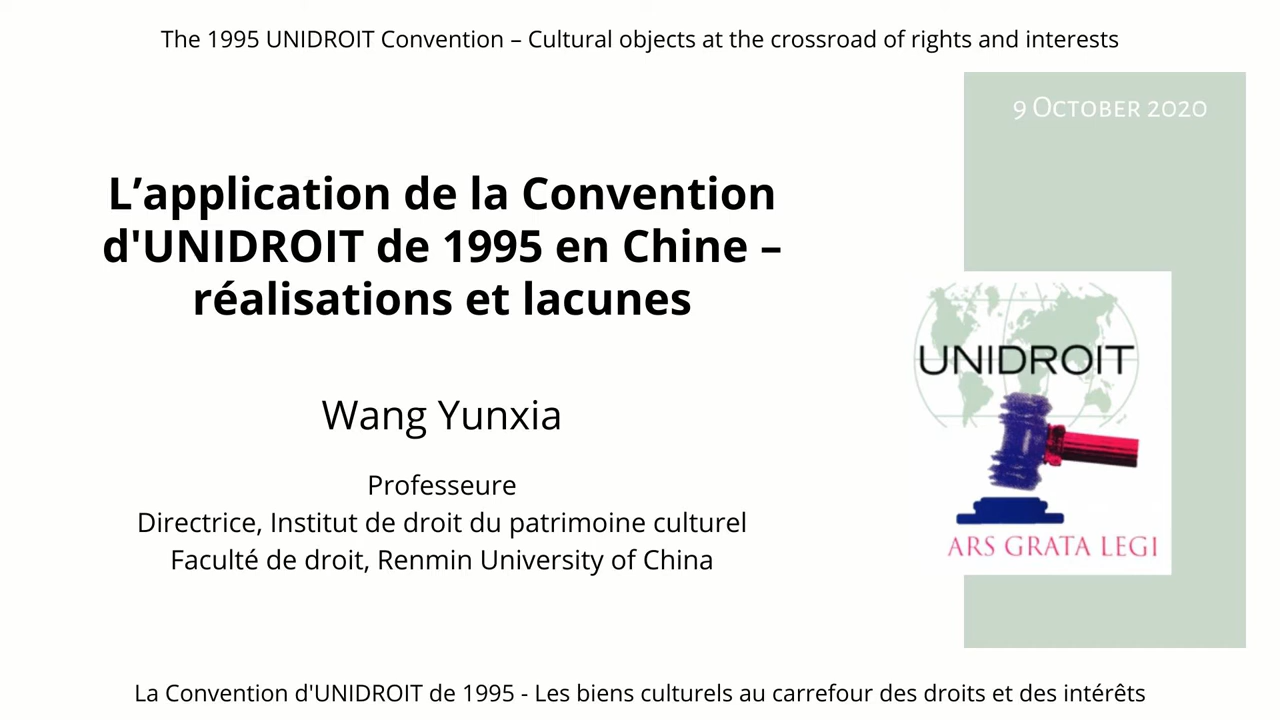 The 1995 UNIDROIT Convention – Cultural objects at the crossroad of rights and interests
9 October 2020
L’application de la Convention
d'UNIDROIT de 1995 en Chine –
réalisations et lacunes
Wang Yunxia
Professeure
Directrice, Institut de droit du patrimoine culturel
Faculté de droit, Renmin University of China
UNIDROIT
ARS GRATA LEGI
La Convention d'UNIDROIT de 1995 - Les biens culturels au carrefour des droits et des intérêts